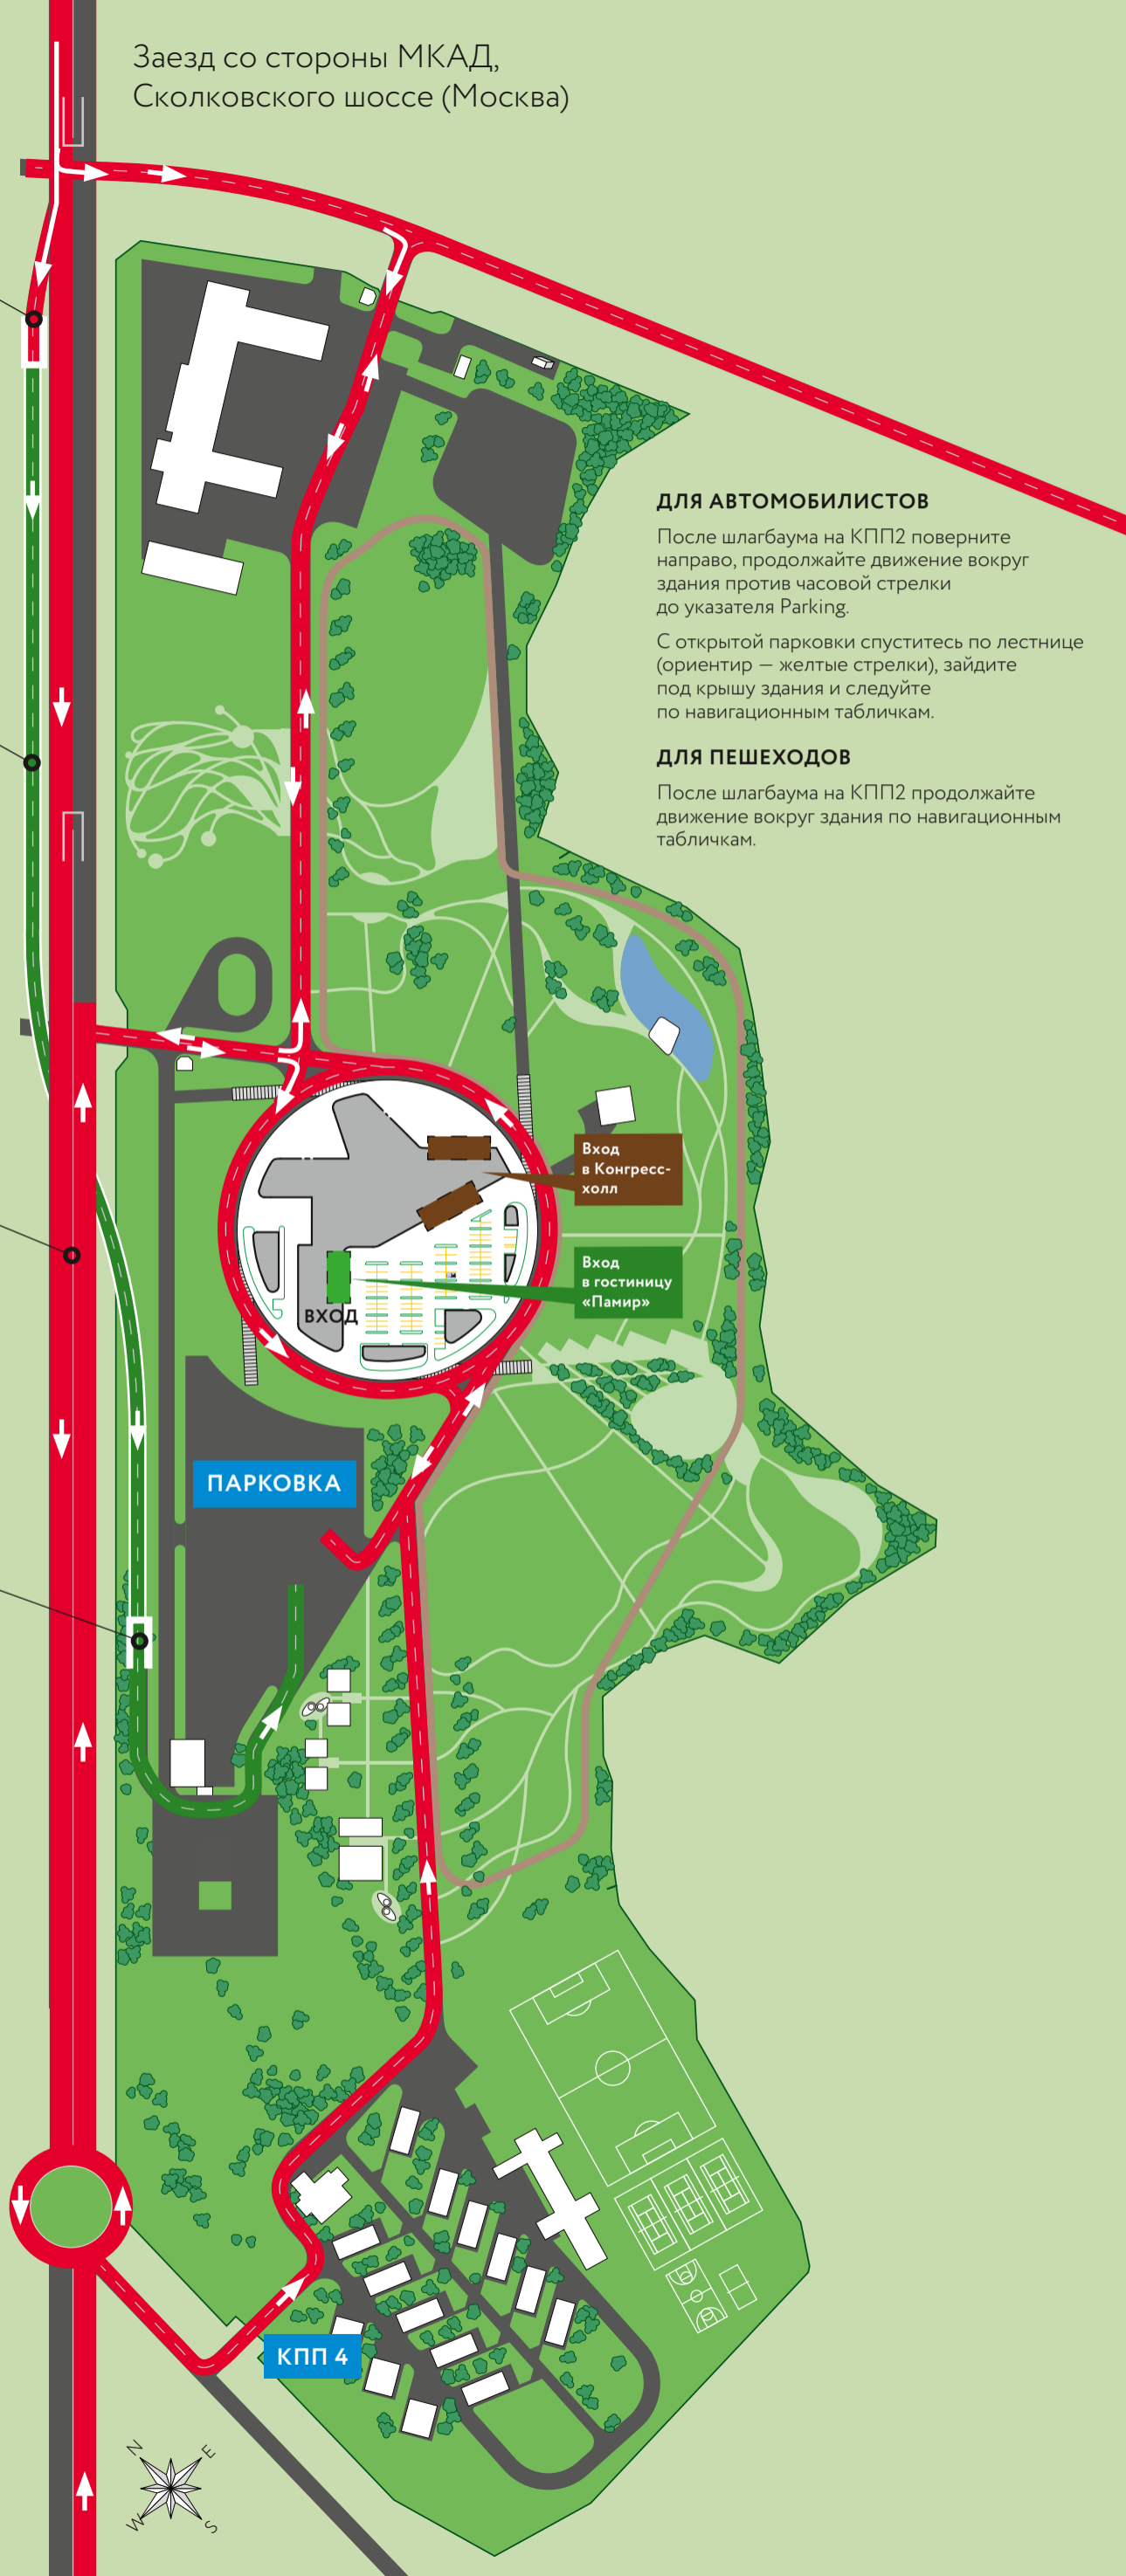 Заезд со стороны МКАД,
Сколковского шоссе (Москва)
ДЛЯ АВТОМОБИЛИСТОВ
После шлагбаума на КПП2 поверните
направо, продолжайте движение вокруг
здания против часовой стрелки
до указателя Parking.
С открытой парковки спуститесь по лестнице
(ориентир — желтые стрелки), зайдите
под крышу здания и следуйте
по навигационным табличкам.
ДЛЯ ПЕШЕХОДОВ
После шлагбаума на КПП2 продолжайте
движение вокруг здания по навигационным
табличкам.
Вход
в Конгресс-
холл
Вход
в гостиницу
«Памир»
ВХОД
ПАРКОВКА
КПП 4
N
E
W
S